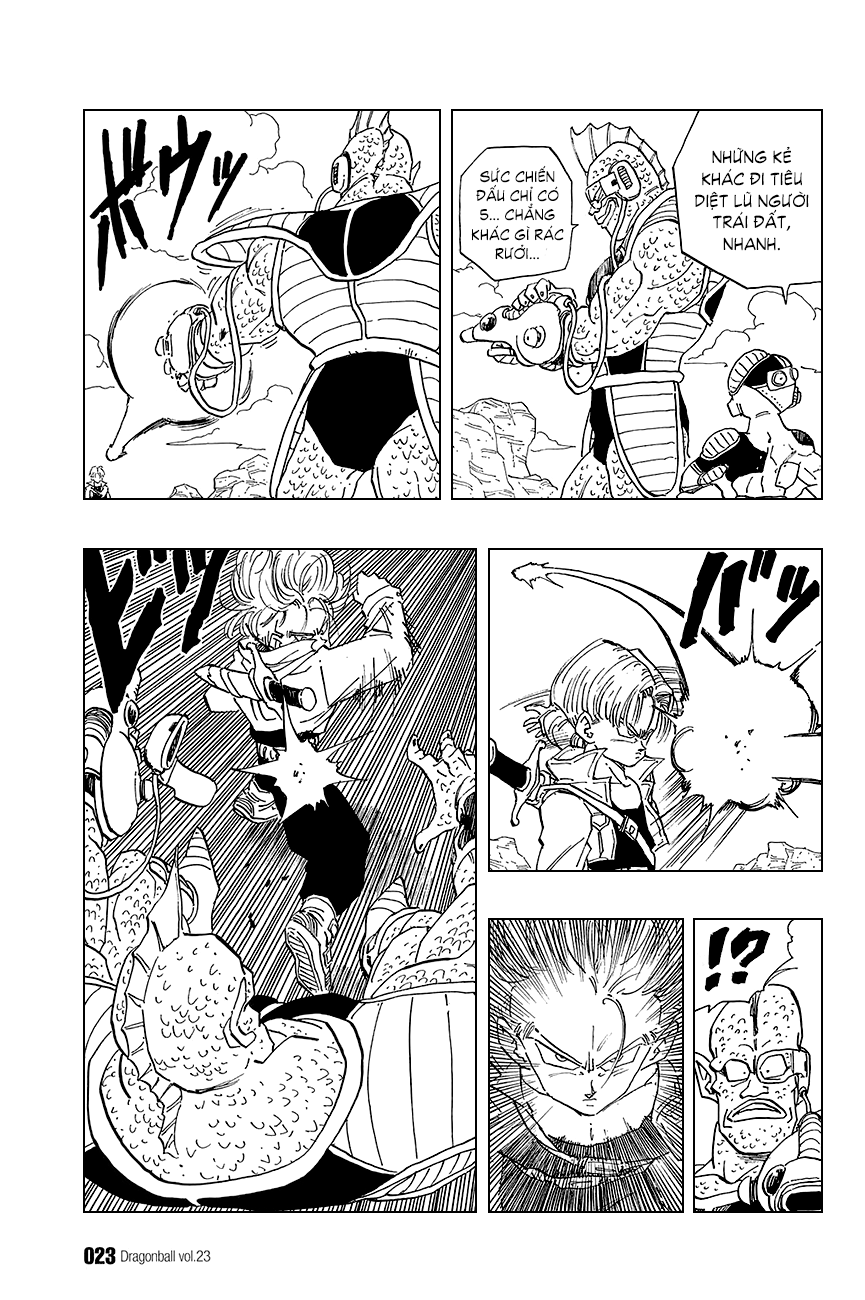 NHỮNG KẺ
KHÁC ĐI TIÊU
DIỆT LŨ NGƯỜI
TRÁI ĐẤT,
NHANH.
SỨC CHIẾN
ĐẤU CHỈ CÓ
5... CHẲNG
KHÁC GÌ RÁC
RƯỞI...
ボウッ
バッ
!?
ビビッ
023 Dragonball vol.23